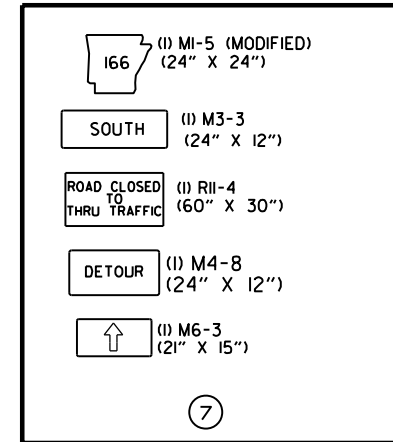 166
(1) M1-5 (MODIFIED)
(24" X 24")
SOUTH
(1) M3-3
(24" X 12")
ROAD CLOSED
TO
THRU TRAFFIC
(1) R11-4
(60" X 30")
DETOUR
(1) M4-8
(24" X 12")
(1) M6-3
(21" X 15")
7